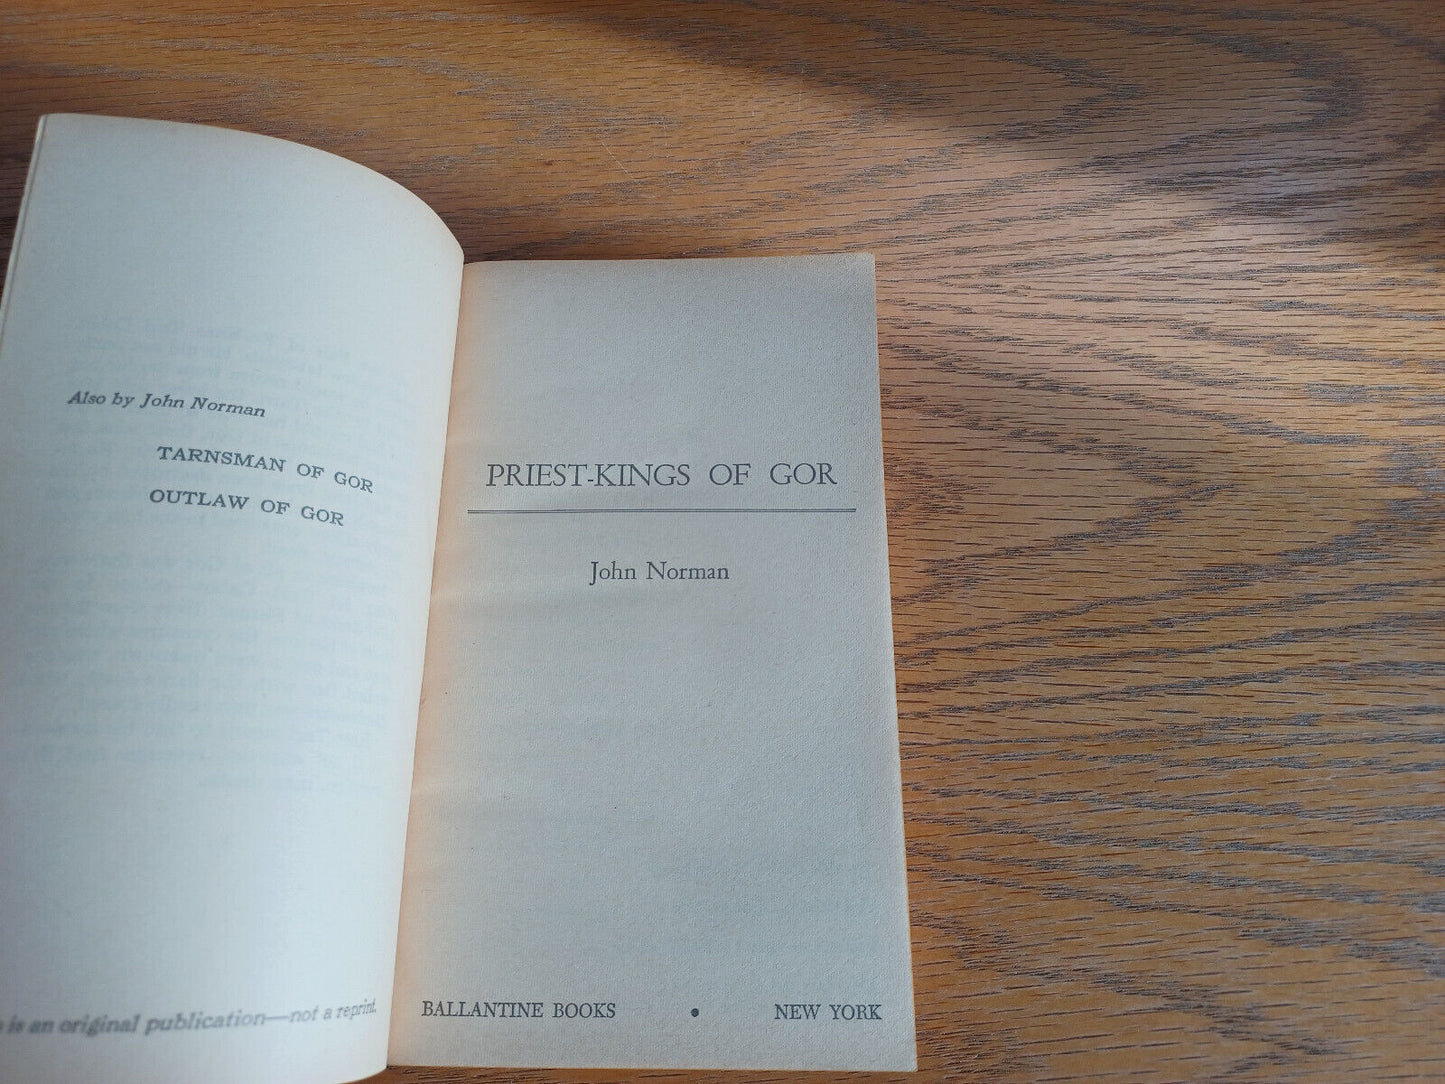 Also by John Norman
TARNSMAN OF GOR
OUTLAW OF GOR
is an original publication—not a reprint.
PRIEST-KINGS OF GOR
John Norman
BALLANTINE BOOKS • NEW YORK